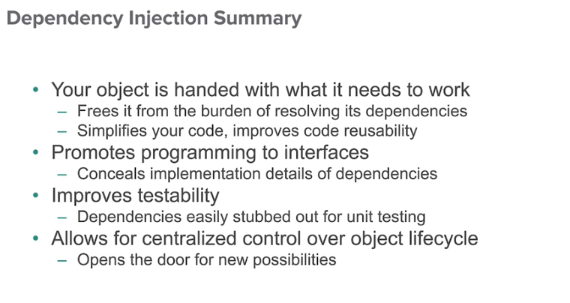 Dependency Injection Summary
• Your object is handed with what it needs to work
– Frees it from the burden of resolving its dependencies
– Simplifies your code, improves code reusability
• Promotes programming to interfaces
– Conceals implementation details of dependencies
• Improves testability
– Dependencies easily stubbed out for unit testing
• Allows for centralized control over object lifecycle
– Opens the door for new possibilities